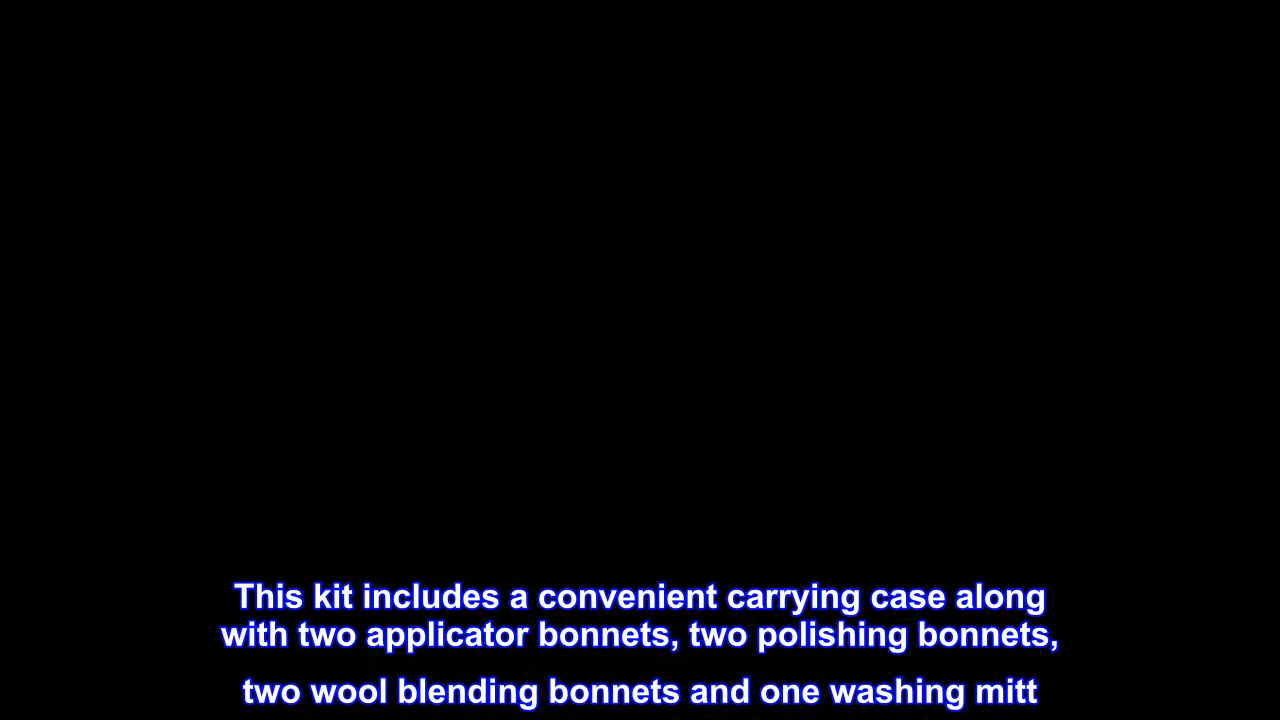 This kit includes a convenient carrying case along
with two applicator bonnets, two polishing bonnets,
two wool blending bonnets and one washing mitt